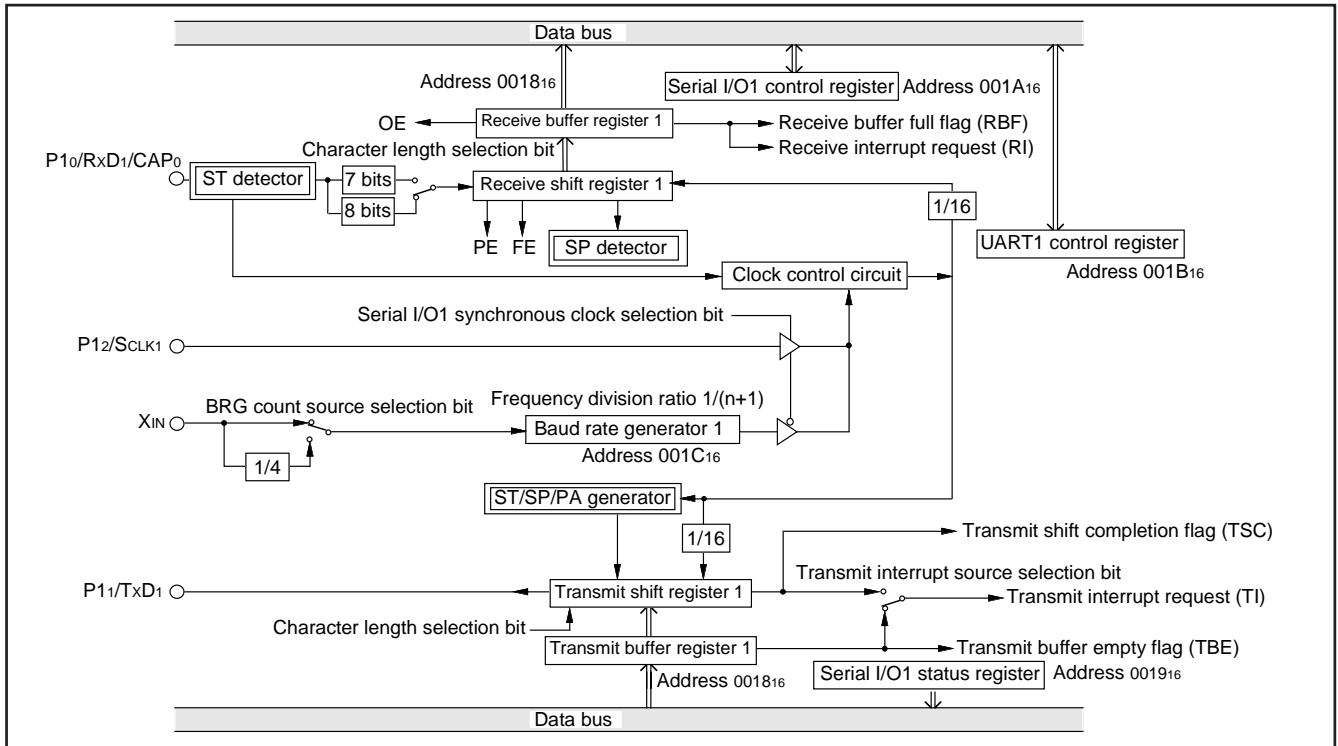 Data bus
Address 0018₁₆
Serial I/O1 control register Address 001A₁₆
OE
Receive buffer register 1
Receive buffer full flag (RBF)
Receive interrupt request (RI)
Character length selection bit
P1₀/RxD₁/CAP₀
ST detector
7 bits
8 bits
Receive shift register 1
1/16
PE FE
SP detector
UART1 control register
Address 001B₁₆
Clock control circuit
Serial I/O1 synchronous clock selection bit
P1₂/SCLK1
BRG count source selection bit
Frequency division ratio 1/(n+1)
XIN
Baud rate generator 1
Address 001C₁₆
1/4
ST/SP/PA generator
1/16
Transmit shift completion flag (TSC)
Transmit interrupt source selection bit
P1₁/TxD₁
Transmit shift register 1
Transmit interrupt request (TI)
Character length selection bit
Transmit buffer register 1
Transmit buffer empty flag (TBE)
Address 0018₁₆
Serial I/O1 status register Address 0019₁₆
Data bus